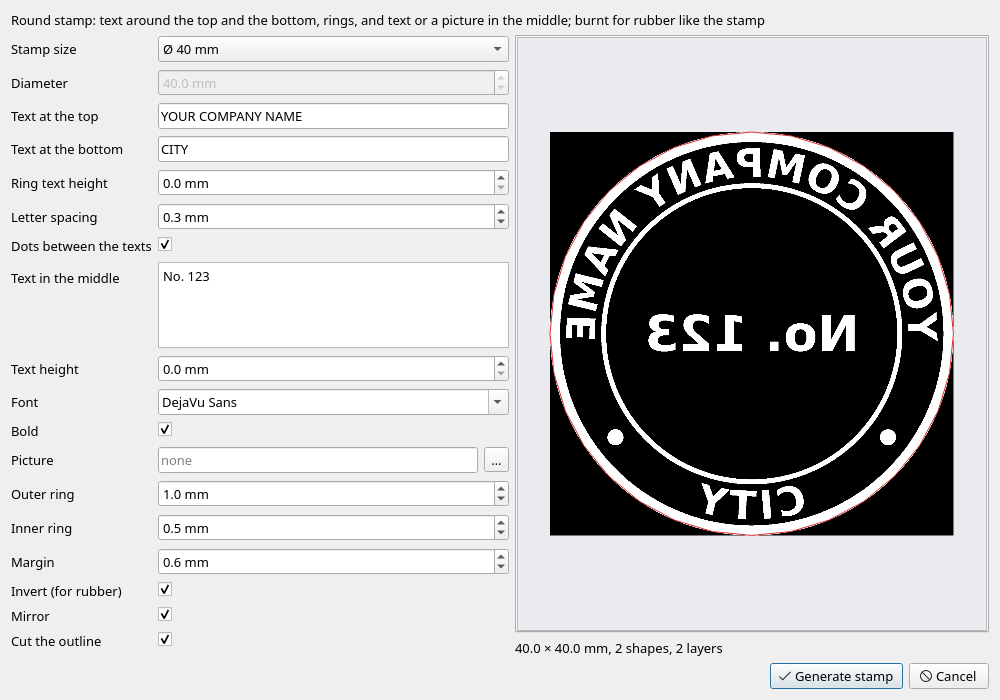 Round stamp: text around the top and the bottom, rings, and text or a picture in the middle; burnt for rubber like the stamp
Stamp size
Ø 40 mm
Diameter
40.0 mm
Text at the top
YOUR COMPANY NAME
Text at the bottom
CITY
Ring text height
0.0 mm
Letter spacing
0.3 mm
Dots between the texts
Text in the middle
No. 123
Text height
0.0 mm
Font
DejaVu Sans
Bold
Picture
none
...
Outer ring
1.0 mm
Inner ring
0.5 mm
Margin
0.6 mm
Invert (for rubber)
Mirror
Cut the outline
YOUR COMPANY NAME
No. 123
CITY
40.0 × 40.0 mm, 2 shapes, 2 layers
Generate stamp
Cancel